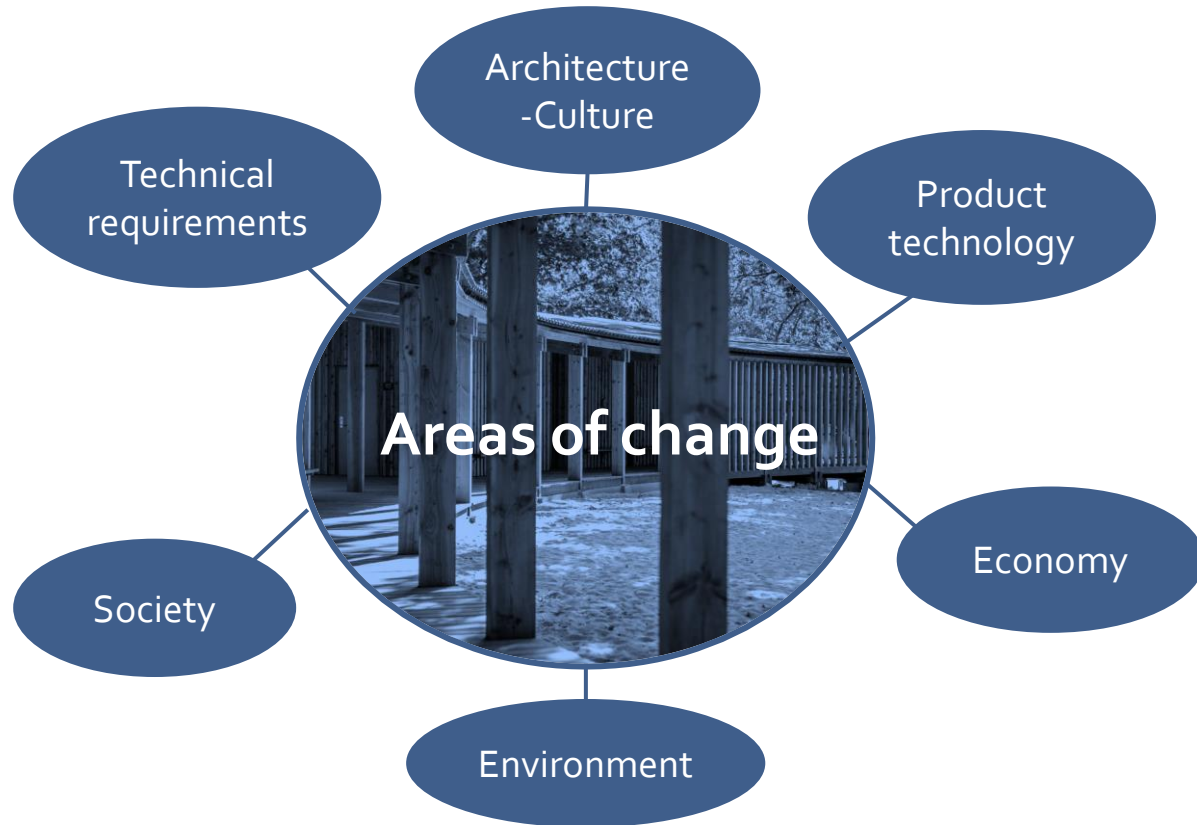 Architecture
-Culture
Technical
requirements
Product
technology
Areas of change
Economy
Society
Environment